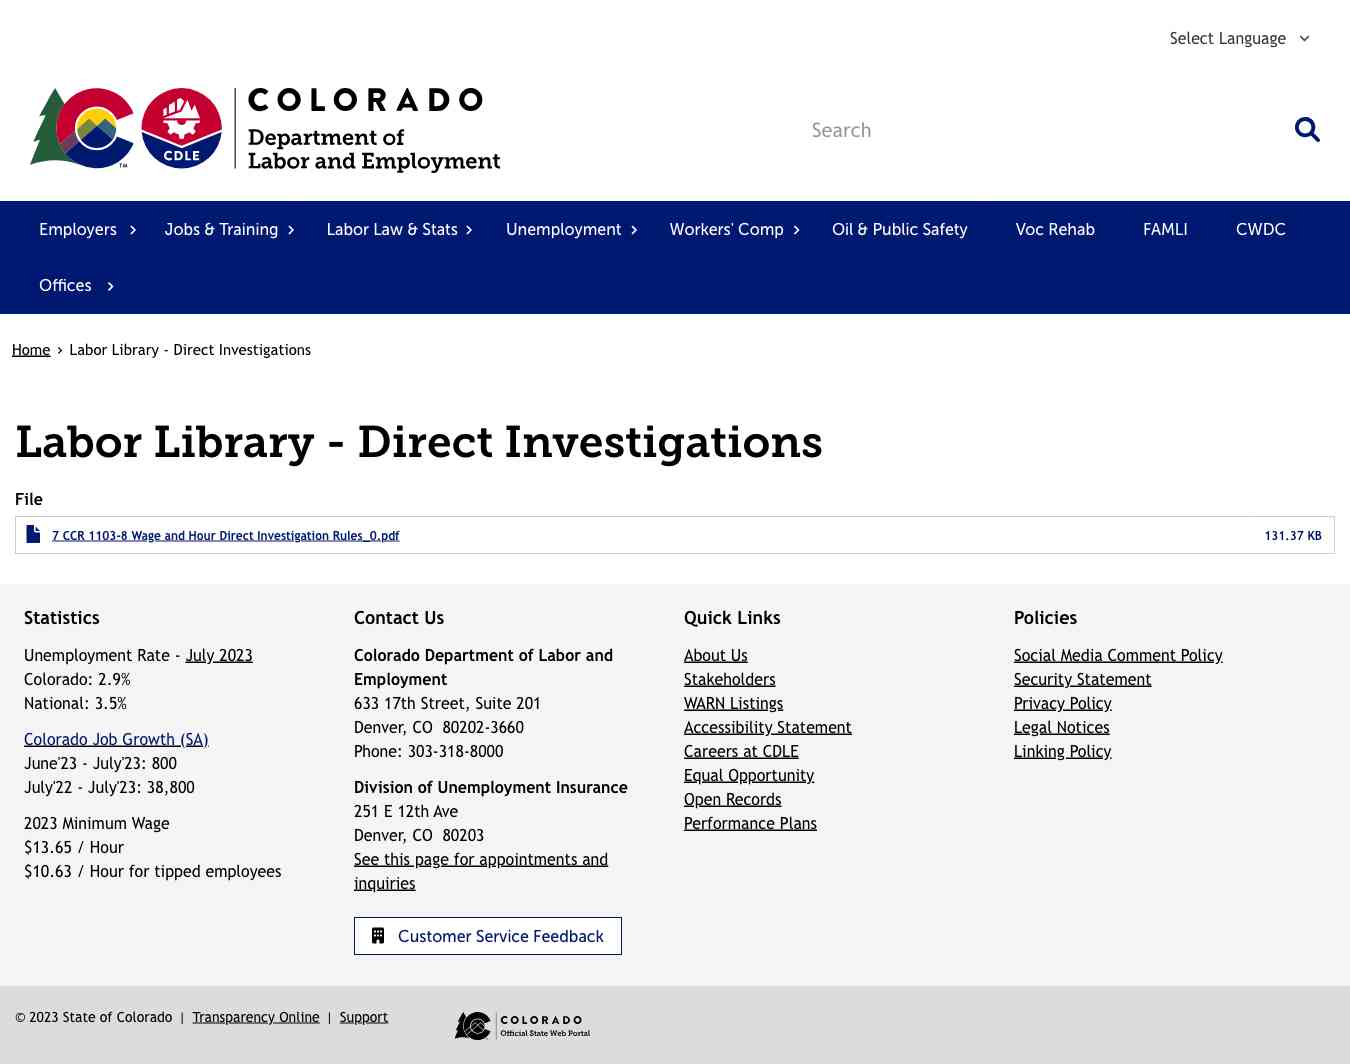 Select Language
CDLE
TM
COLORADO
Department of
Labor and Employment
Search
Employers
Jobs & Training
Labor Law & Stats
Unemployment
Workers' Comp
Oil & Public Safety
Voc Rehab
FAMLI
CWDC
Offices
Home › Labor Library - Direct Investigations
Labor Library - Direct Investigations
File
7 CCR 1103-8 Wage and Hour Direct Investigation Rules_0.pdf 131.37 KB
Statistics
Unemployment Rate - July 2023
Colorado: 2.9%
National: 3.5%
Colorado Job Growth (SA)
June'23 - July'23: 800
July'22 - July'23: 38,800
2023 Minimum Wage
$13.65 / Hour
$10.63 / Hour for tipped employees
Contact Us
Colorado Department of Labor and
Employment
633 17th Street, Suite 201
Denver, CO  80202-3660
Phone: 303-318-8000
Division of Unemployment Insurance
251 E 12th Ave
Denver, CO  80203
See this page for appointments and
inquiries
Customer Service Feedback
Quick Links
About Us
Stakeholders
WARN Listings
Accessibility Statement
Careers at CDLE
Equal Opportunity
Open Records
Performance Plans
Policies
Social Media Comment Policy
Security Statement
Privacy Policy
Legal Notices
Linking Policy
© 2023 State of Colorado | Transparency Online | Support
COLORADO
Official State Web Portal